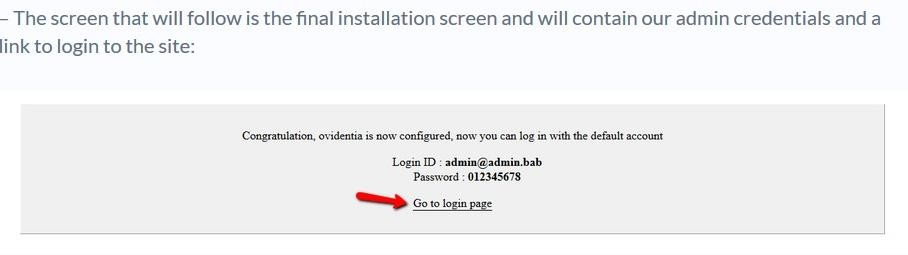 – The screen that will follow is the final installation screen and will contain our admin credentials and a
link to login to the site:
Congratulation, ovidentia is now configured, now you can log in with the default account
Login ID : admin@admin.bab
Password : 012345678
Go to login page